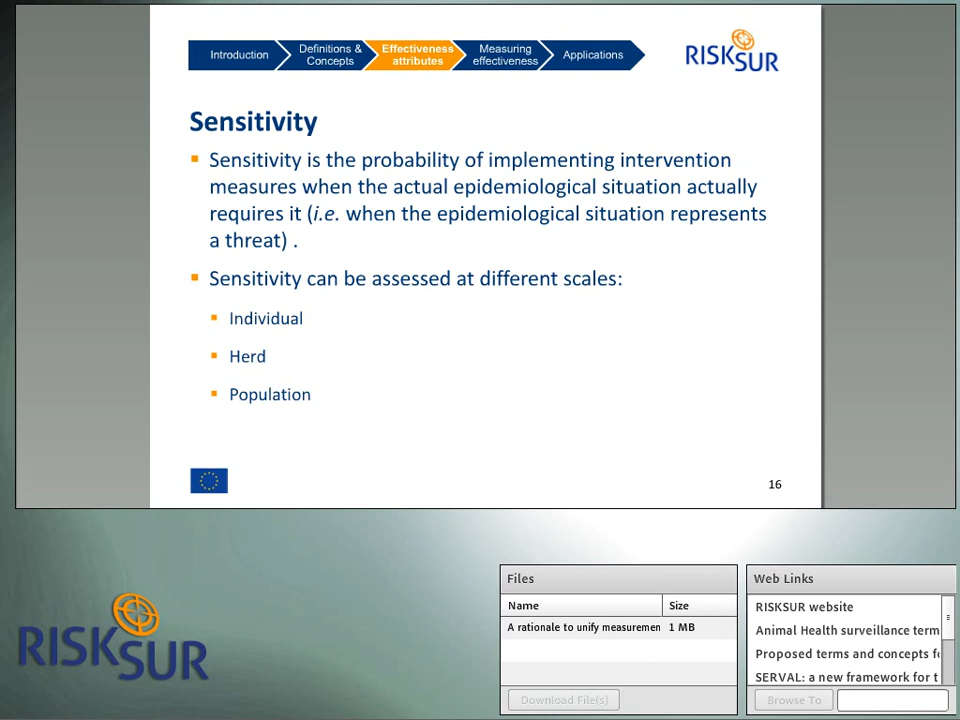 Introduction
Definitions &
Concepts
Effectiveness
attributes
Measuring
effectiveness
Applications
RISKSUR
Sensitivity
Sensitivity is the probability of implementing intervention
measures when the actual epidemiological situation actually
requires it (i.e. when the epidemiological situation represents
a threat) .
Sensitivity can be assessed at different scales:
Individual
Herd
Population
16
RISKSUR
Files
Name Size
A rationale to unify measuremen 1 MB
Download File(s)
Web Links
RISKSUR website
Animal Health surveillance term
Proposed terms and concepts fo
SERVAL: a new framework for t
Browse To